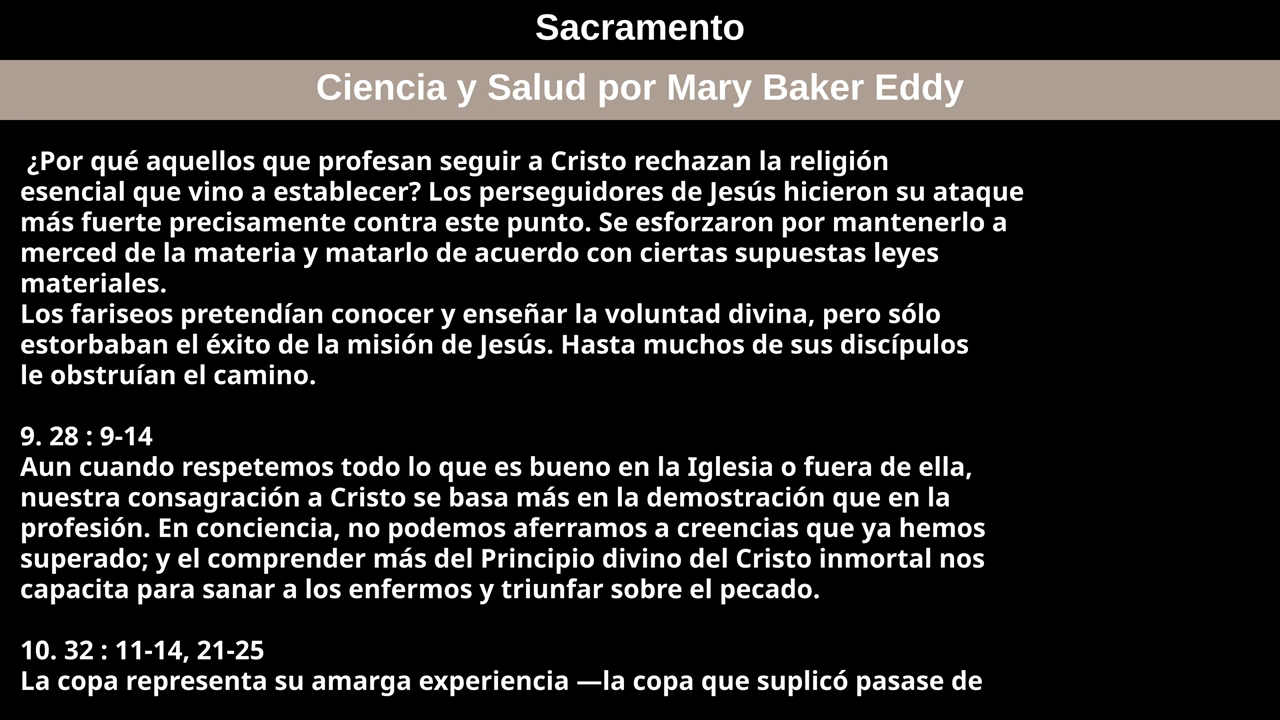 Sacramento
Ciencia y Salud por Mary Baker Eddy
¿Por qué aquellos que profesan seguir a Cristo rechazan la religión
esencial que vino a establecer? Los perseguidores de Jesús hicieron su ataque
más fuerte precisamente contra este punto. Se esforzaron por mantenerlo a
merced de la materia y matarlo de acuerdo con ciertas supuestas leyes
materiales.
Los fariseos pretendían conocer y enseñar la voluntad divina, pero sólo
estorbaban el éxito de la misión de Jesús. Hasta muchos de sus discípulos
le obstruían el camino.
9. 28 : 9-14
Aun cuando respetemos todo lo que es bueno en la Iglesia o fuera de ella,
nuestra consagración a Cristo se basa más en la demostración que en la
profesión. En conciencia, no podemos aferramos a creencias que ya hemos
superado; y el comprender más del Principio divino del Cristo inmortal nos
capacita para sanar a los enfermos y triunfar sobre el pecado.
10. 32 : 11-14, 21-25
La copa representa su amarga experiencia —la copa que suplicó pasase de